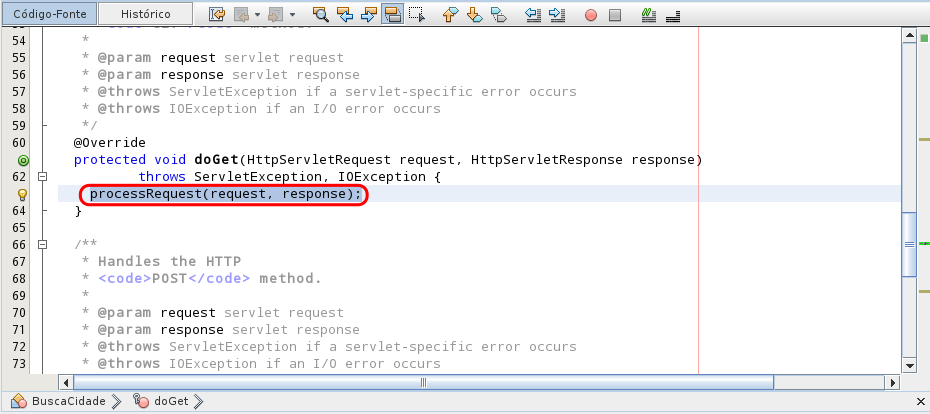 Código-Fonte Histórico
54 *
55 * @param request servlet request
56 * @param response servlet response
57 * @throws ServletException if a servlet-specific error occurs
58 * @throws IOException if an I/O error occurs
59 */
60 @Override
protected void doGet(HttpServletRequest request, HttpServletResponse response)
62 throws ServletException, IOException {
processRequest(request, response);
64 }
65
66 /**
67 * Handles the HTTP
68 * <code>POST</code> method.
69 *
70 * @param request servlet request
71 * @param response servlet response
72 * @throws ServletException if a servlet-specific error occurs
73 * @throws IOException if an I/O error occurs
BuscaCidade doGet